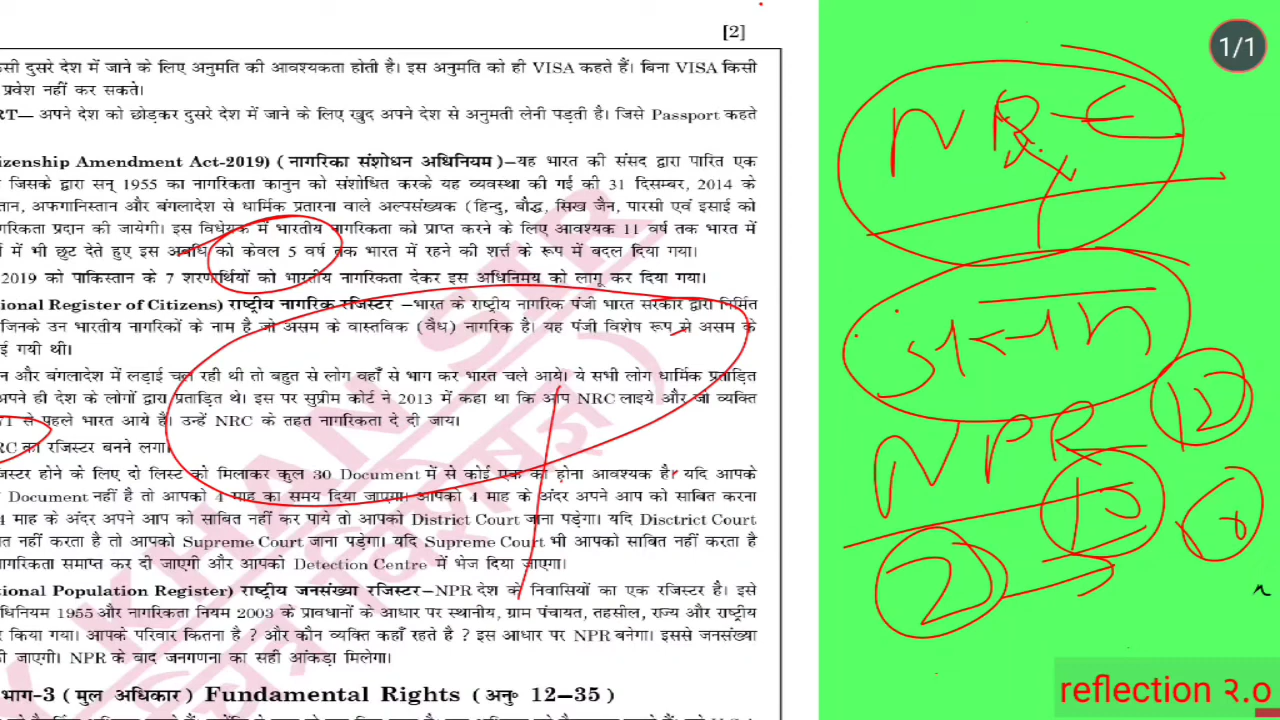 [2]
1/1
सी दुसरे देश में जाने के लिए अनुमति की आवश्यकता होती है। इस अनुमति को ही VISA कहते हैं। बिना VISA किसी
प्रवेश नहीं कर सकते।
RT— अपने देश को छोड़कर दुसरे देश में जाने के लिए खुद अपने देश से अनुमती लेनी पड़ती है। जिसे Passport कहते
izenship Amendment Act-2019) ( नागरिका संशोधन अधिनियम )–यह भारत की संसद द्वारा पारित एक
जिसके द्वारा सन् 1955 का नागरिकता कानुन को संशोधित करके यह व्यवस्था की गई की 31 दिसम्बर, 2014 के
तान, अफगानिस्तान और बंगलादेश से धार्मिक प्रतारना वाले अल्पसंख्यक (हिन्दु, बौद्ध, सिख जैन, पारसी एवं इसाई को
गरिकता प्रदान की जायेगी। इस विधेयक में भारतीय नागरिकता को प्राप्त करने के लिए आवश्यक 11 वर्ष तक भारत में
में भी छुट देते हुए इस अवधि को केवल 5 वर्ष तक भारत में रहने की शर्त्त के रूप में बदल दिया गया।
2019 को पाकिस्तान के 7 शरणर्थियों को भारतीय नागरिकता देकर इस अधिनिमय को लागू कर दिया गया।
tional Register of Citizens) राष्ट्रीय नागरिक रजिस्टर –भारत के राष्ट्रीय नागरिक पंजी भारत सरकार द्वारा निर्मित
जिनके उन भारतीय नागरिकों के नाम है जो असम के वास्तविक (वैध) नागरिक है। यह पंजी विशेष रूप से असम के
ई गयी थी।
न और बंगलादेश में लड़ाई चल रही थी तो बहुत से लोग वहाँ से भाग कर भारत चले आये। ये सभी लोग धार्मिक प्रताड़ित
अपने ही देश के लोगों द्वारा प्रताड़ित थे। इस पर सुप्रीम कोर्ट ने 2013 में कहा था कि आप NRC लाइये और जो व्यक्ति
71 से पहले भारत आये है। उन्हें NRC के तहत नागरिकता दे दी जाय।
RC का रजिस्टर बनने लगा।
जिस्टर होने के लिए दो लिस्ट को मिलाकर कुल 30 Document में से कोई एक का होना आवश्यक है। यदि आपके
Document नहीं है तो आपको 4 माह का समय दिया जाएगा। आपको 4 माह के अंदर अपने आप को साबित करना
4 माह के अंदर अपने आप को साबित नहीं कर पाये तो आपको District Court जाना पड़ेगा। यदि Disctrict Court
त नहीं करता है तो आपको Supreme Court जाना पड़ेगा। यदि Supreme Court भी आपको साबित नहीं करता है
गरिकता समाप्त कर दी जाएगी और आपको Detection Centre में भेज दिया जाएगा।
tional Population Register) राष्ट्रीय जनसंख्या रजिस्टर–NPR देश के निवासियों का एक रजिस्टर है। इसे
धिनियम 1953 और नागरिकता नियम 2003 के प्रावधानों के आधार पर स्थानीय, ग्राम पंचायत, तहसील, राज्य और राष्ट्रीय
र किया गया। आपके परिवार कितना है ? और कौन व्यक्ति कहाँ रहते है ? इस आधार पर NPR बनेगा। इससे जनसंख्या
की जाएगी। NPR के बाद जनगणना का सही आंकड़ा मिलेगा।
भाग-3 ( मुल अधिकार ) Fundamental Rights ( अनु॰ 12–35 )
KHAN SIR
NRC
NPR
12
10
2
reflection २.०